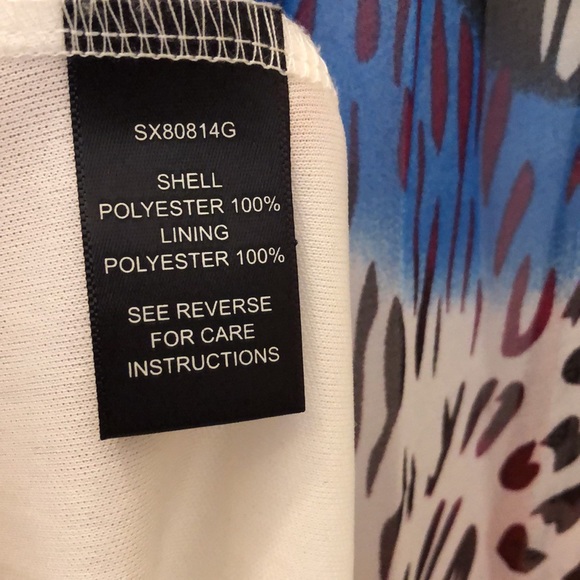 SX80814G
SHELL
POLYESTER 100%
LINING
POLYESTER 100%
SEE REVERSE
FOR CARE
INSTRUCTIONS